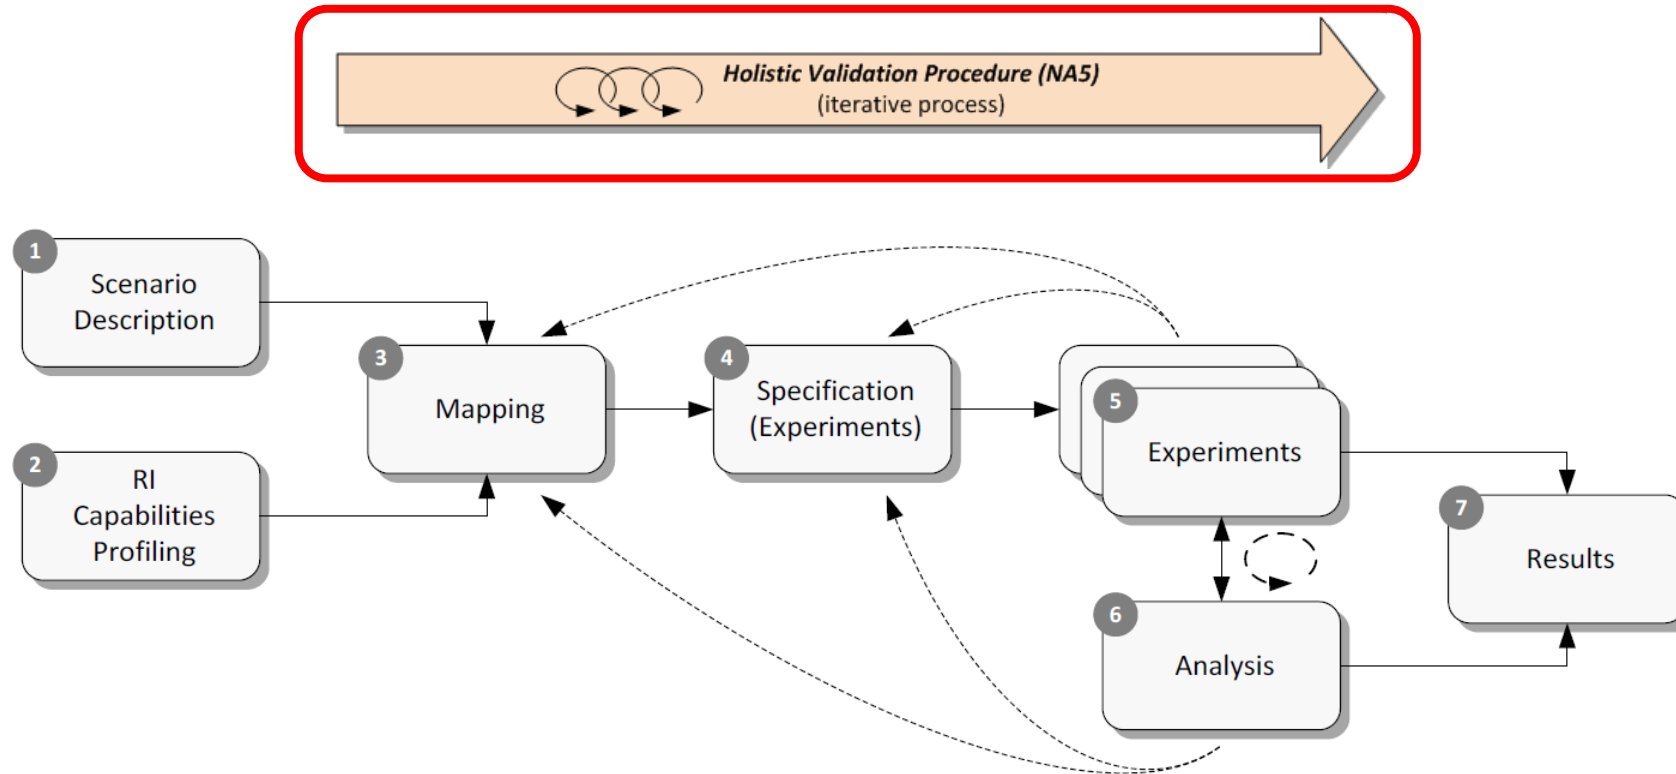 Holistic Validation Procedure (NA5)
(iterative process)
1
Scenario
Description
2
RI
Capabilities
Profiling
3
Mapping
4
Specification
(Experiments)
5
Experiments
6
Analysis
7
Results